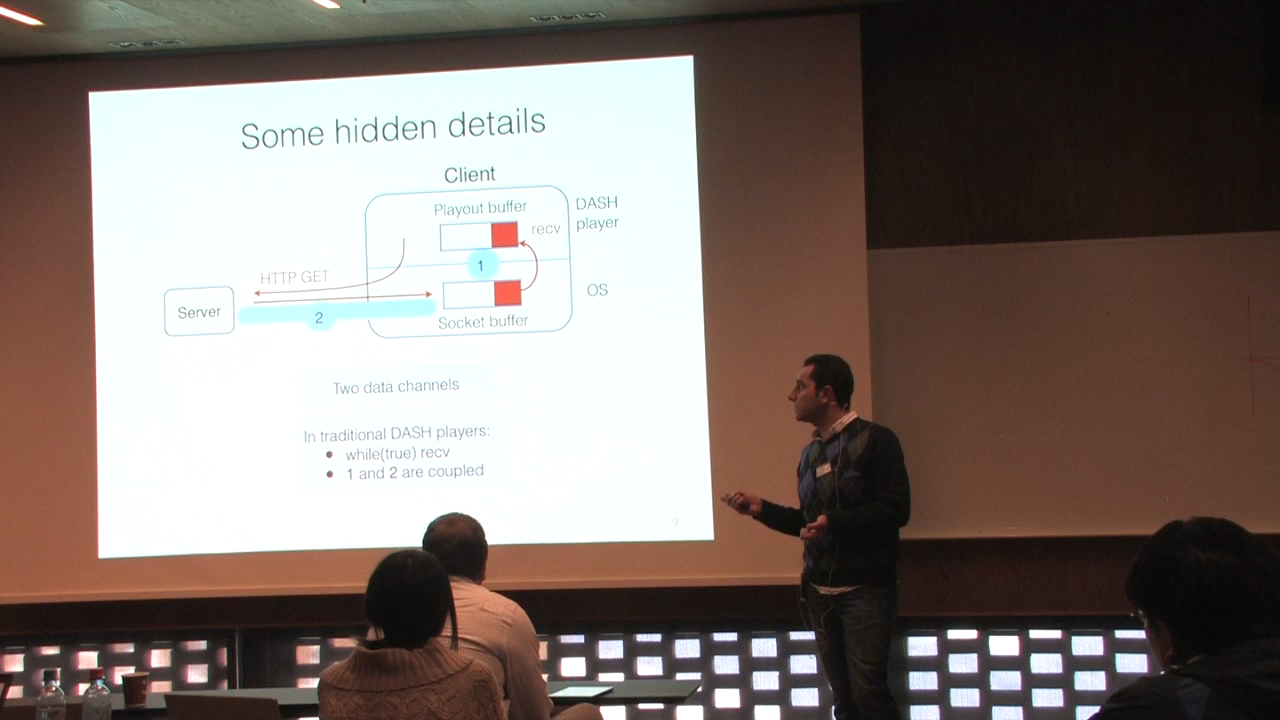 Some hidden details
Client
Playout buffer
DASH
player
recv
1
HTTP GET
OS
Server
2
Socket buffer
Two data channels
In traditional DASH players:
• while(true) recv
• 1 and 2 are coupled
9